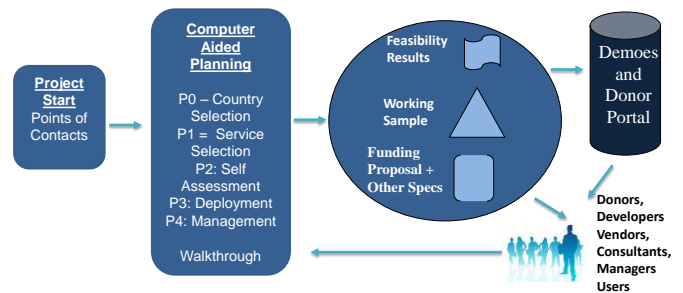 Project
Start
Points of
Contacts
Computer
Aided
Planning
P0 – Country
Selection
P1 = Service
Selection
P2: Self
Assessment
P3: Deployment
P4: Management
Walkthrough
Feasibility
Results
Working
Sample
Funding
Proposal +
Other Specs
Demoes
and
Donor
Portal
Donors,
Developers
Vendors,
Consultants,
Managers
Users